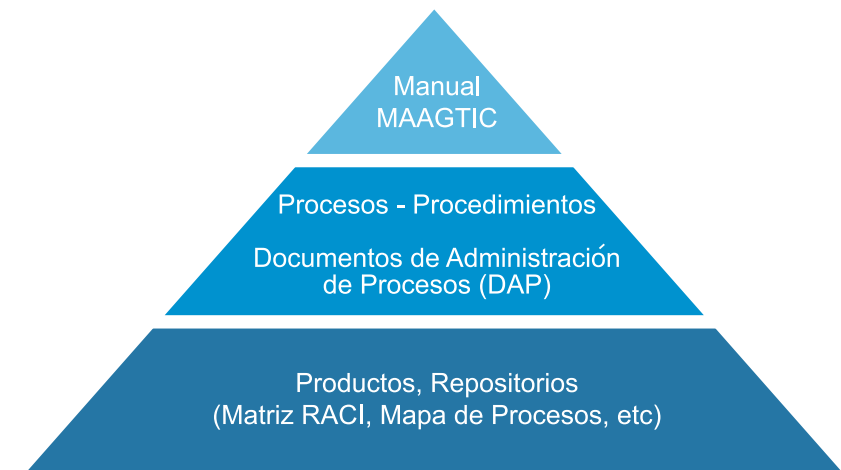 Manual
MAAGTIC
Procesos - Procedimientos
Documentos de Administración
de Procesos (DAP)
Productos, Repositorios
(Matriz RACI, Mapa de Procesos, etc)